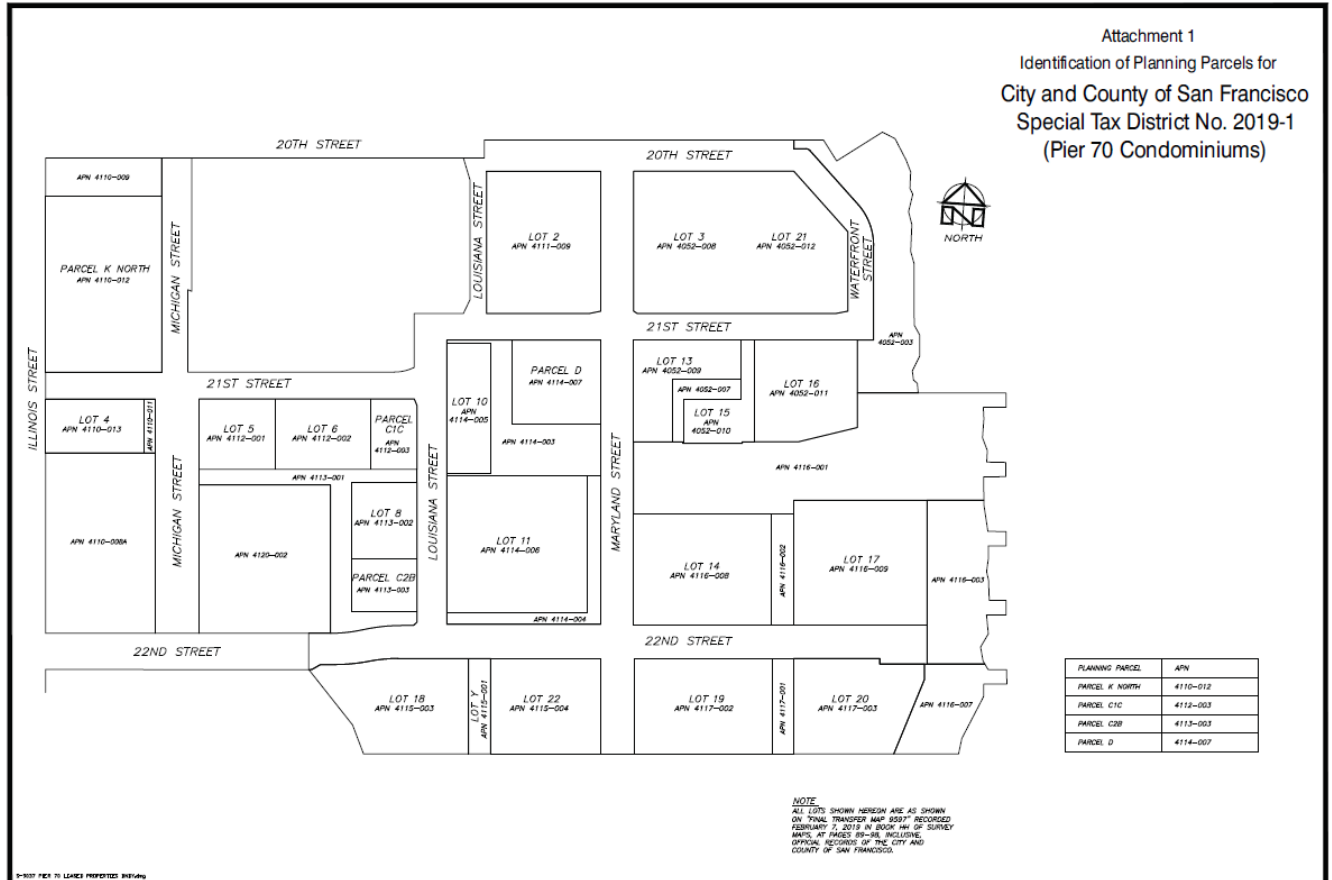 Attachment 1
Identification of Planning Parcels for
City and County of San Francisco
Special Tax District No. 2019-1
(Pier 70 Condominiums)
20TH STREET
20TH STREET
APN 4110-009
PARCEL K NORTH
APN 4110-012
MICHIGAN STREET
LOUISIANA STREET
LOT 2
APN 4111-009
LOT 3
APN 4052-008
LOT 21
APN 4052-012
WATERFRONT
STREET
NORTH
21ST STREET
APN
4052-003
ILLINOIS STREET
21ST STREET
LOT 4
APN 4110-013
APN 4110-011
LOT 5
APN 4112-001
LOT 6
APN 4112-002
PARCEL
C1C
APN
4112-003
LOT 10
APN
4114-005
PARCEL D
APN 4114-007
LOT 13
APN 4052-009
APN 4052-007
LOT 15
APN
4052-010
LOT 16
APN 4052-011
APN 4114-003
APN 4113-001
APN 4116-001
MICHIGAN STREET
LOUISIANA STREET
MARYLAND STREET
APN 4110-008A
APN 4120-002
LOT 8
APN 4113-002
PARCEL C2B
APN 4113-003
LOT 11
APN 4114-006
APN 4114-004
LOT 14
APN 4116-008
APN 4116-002
LOT 17
APN 4116-009
APN 4116-003
22ND STREET
22ND STREET
LOT 18
APN 4115-003
LOT Y
APN 4115-001
LOT 22
APN 4115-004
LOT 19
APN 4117-002
APN 4117-001
LOT 20
APN 4117-003
APN 4116-007
PLANNING PARCEL APN
PARCEL K NORTH 4110-012
PARCEL C1C 4112-003
PARCEL C2B 4113-003
PARCEL D 4114-007
NOTE
ALL LOTS SHOWN HEREON ARE AS SHOWN
ON "FINAL TRANSFER MAP 9597" RECORDED
FEBRUARY 7, 2019 IN BOOK HH OF SURVEY
MAPS, AT PAGES 89-98, INCLUSIVE,
OFFICIAL RECORDS OF THE CITY AND
COUNTY OF SAN FRANCISCO.
PIER 70 LEASED PROPERTIES